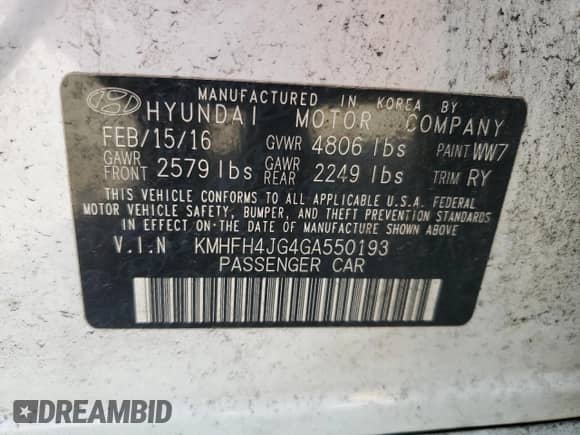 MANUFACTURED IN KOREA BY
HYUNDAI MOTOR COMPANY
FEB/15/16 GVWR 4806 lbs PAINT WW7
GAWR FRONT 2579 lbs GAWR REAR 2249 lbs TRIM RY
THIS VEHICLE CONFORMS TO ALL APPLICABLE U.S.A. FEDERAL
MOTOR VEHICLE SAFETY, BUMPER, AND THEFT PREVENTION STANDARDS
IN EFFECT ON THE DATE OF MANUFACTURE SHOWN ABOVE.
V.I.N KMHFH4JG4GA550193
PASSENGER CAR
DREAMBID